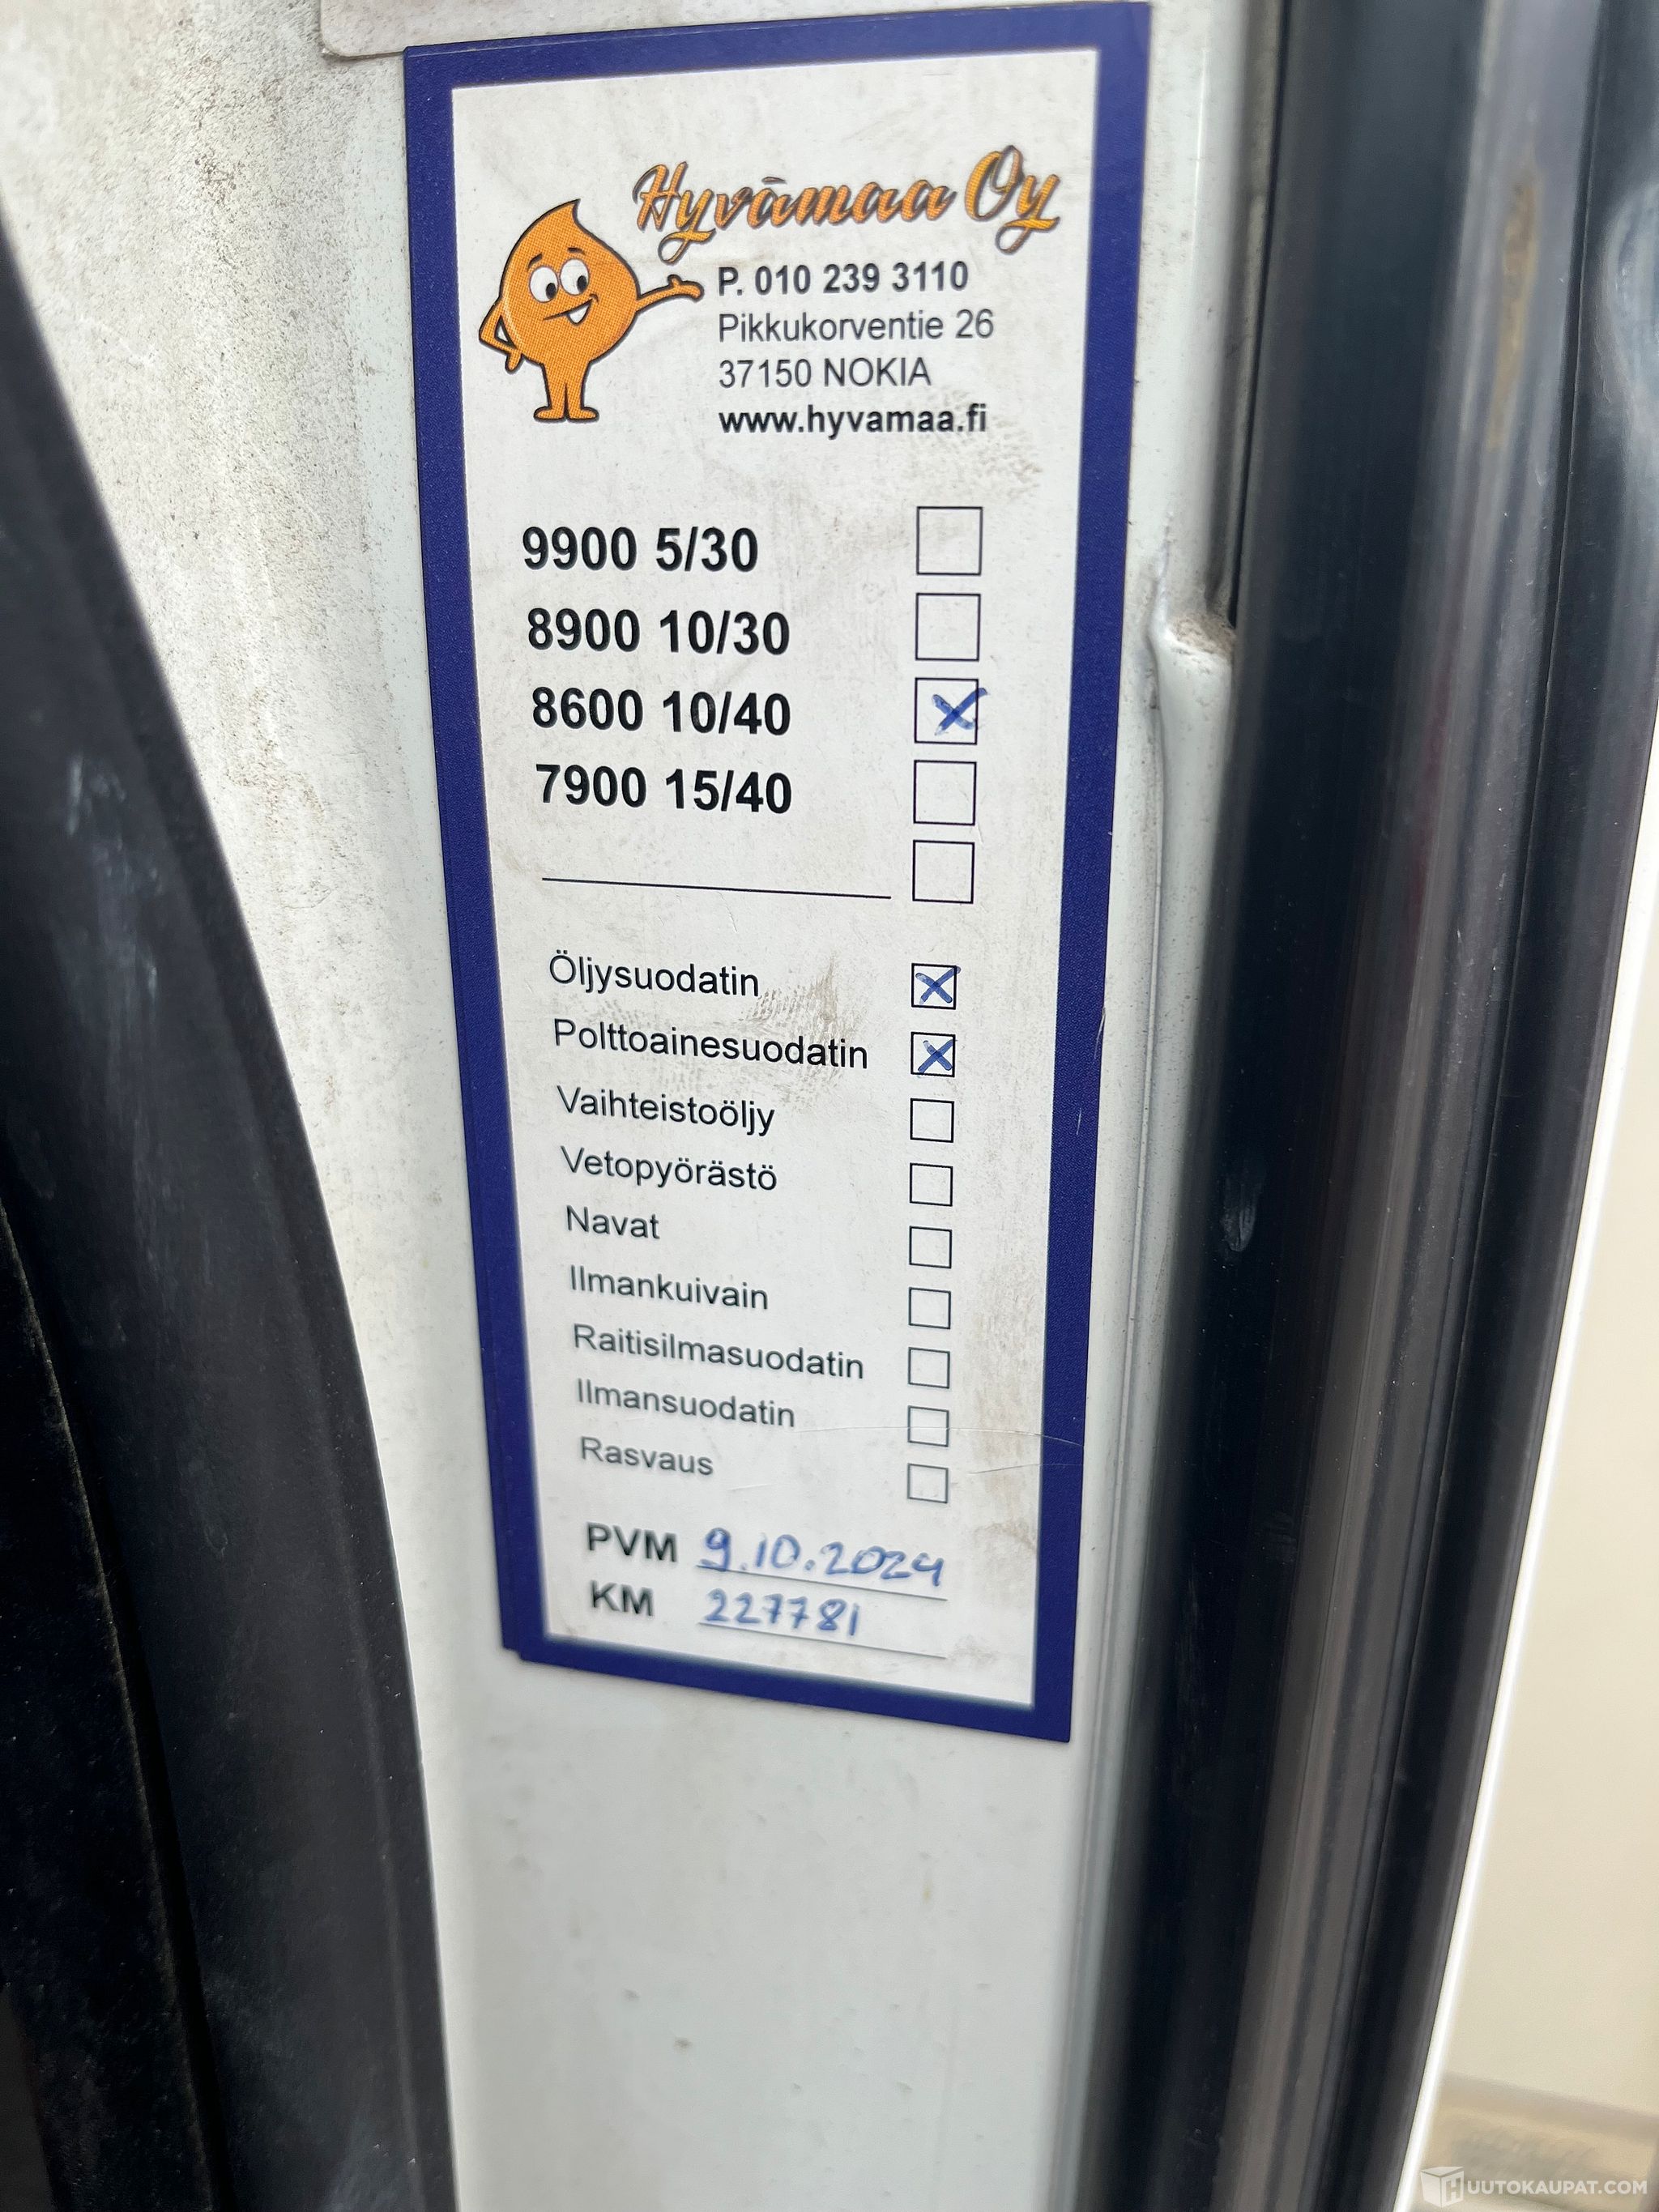 Hyvämaa Oy
P. 010 239 3110
Pikkukorventie 26
37150 NOKIA
www.hyvamaa.fi
9900 5/30
8900 10/30
8600 10/40
7900 15/40
Öljysuodatin
Polttoainesuodatin
Vaihteistoöljy
Vetopyörästö
Navat
Ilmankuivain
Raitisilmasuodatin
Ilmansuodatin
Rasvaus
PVM 9.10.2024
KM 227781
HUUTOKAUPAT.COM